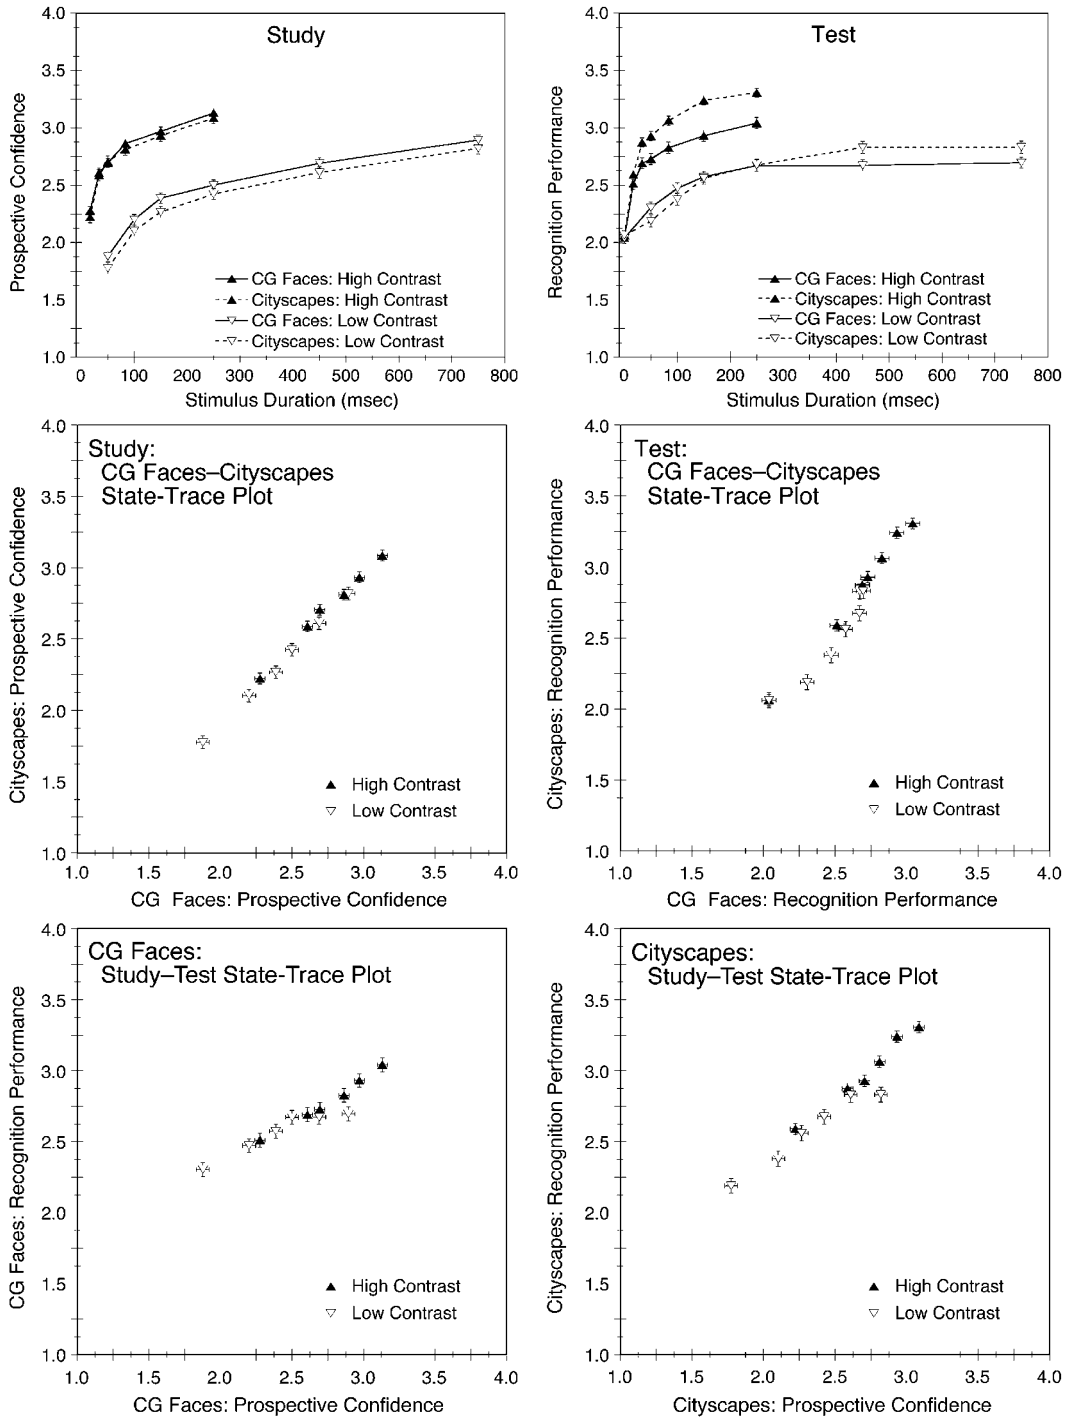 Study
Prospective Confidence
4.0
3.5
3.0
2.5
2.0
1.5
1.0
CG Faces: High Contrast
Cityscapes: High Contrast
CG Faces: Low Contrast
Cityscapes: Low Contrast
0 100 200 300 400 500 600 700 800
Stimulus Duration (msec)
Test
Recognition Performance
4.0
3.5
3.0
2.5
2.0
1.5
1.0
CG Faces: High Contrast
Cityscapes: High Contrast
CG Faces: Low Contrast
Cityscapes: Low Contrast
0 100 200 300 400 500 600 700 800
Stimulus Duration (msec)
Study:
CG Faces–Cityscapes
State-Trace Plot
Cityscapes: Prospective Confidence
4.0
3.5
3.0
2.5
2.0
1.5
1.0
High Contrast
Low Contrast
1.0 1.5 2.0 2.5 3.0 3.5 4.0
CG Faces: Prospective Confidence
Test:
CG Faces–Cityscapes
State-Trace Plot
Cityscapes: Recognition Performance
4.0
3.5
3.0
2.5
2.0
1.5
1.0
High Contrast
Low Contrast
1.0 1.5 2.0 2.5 3.0 3.5 4.0
CG Faces: Recognition Performance
CG Faces:
Study–Test State-Trace Plot
CG Faces: Recognition Performance
4.0
3.5
3.0
2.5
2.0
1.5
1.0
High Contrast
Low Contrast
1.0 1.5 2.0 2.5 3.0 3.5 4.0
CG Faces: Prospective Confidence
Cityscapes:
Study–Test State-Trace Plot
Cityscapes: Recognition Performance
4.0
3.5
3.0
2.5
2.0
1.5
1.0
High Contrast
Low Contrast
1.0 1.5 2.0 2.5 3.0 3.5 4.0
Cityscapes: Prospective Confidence